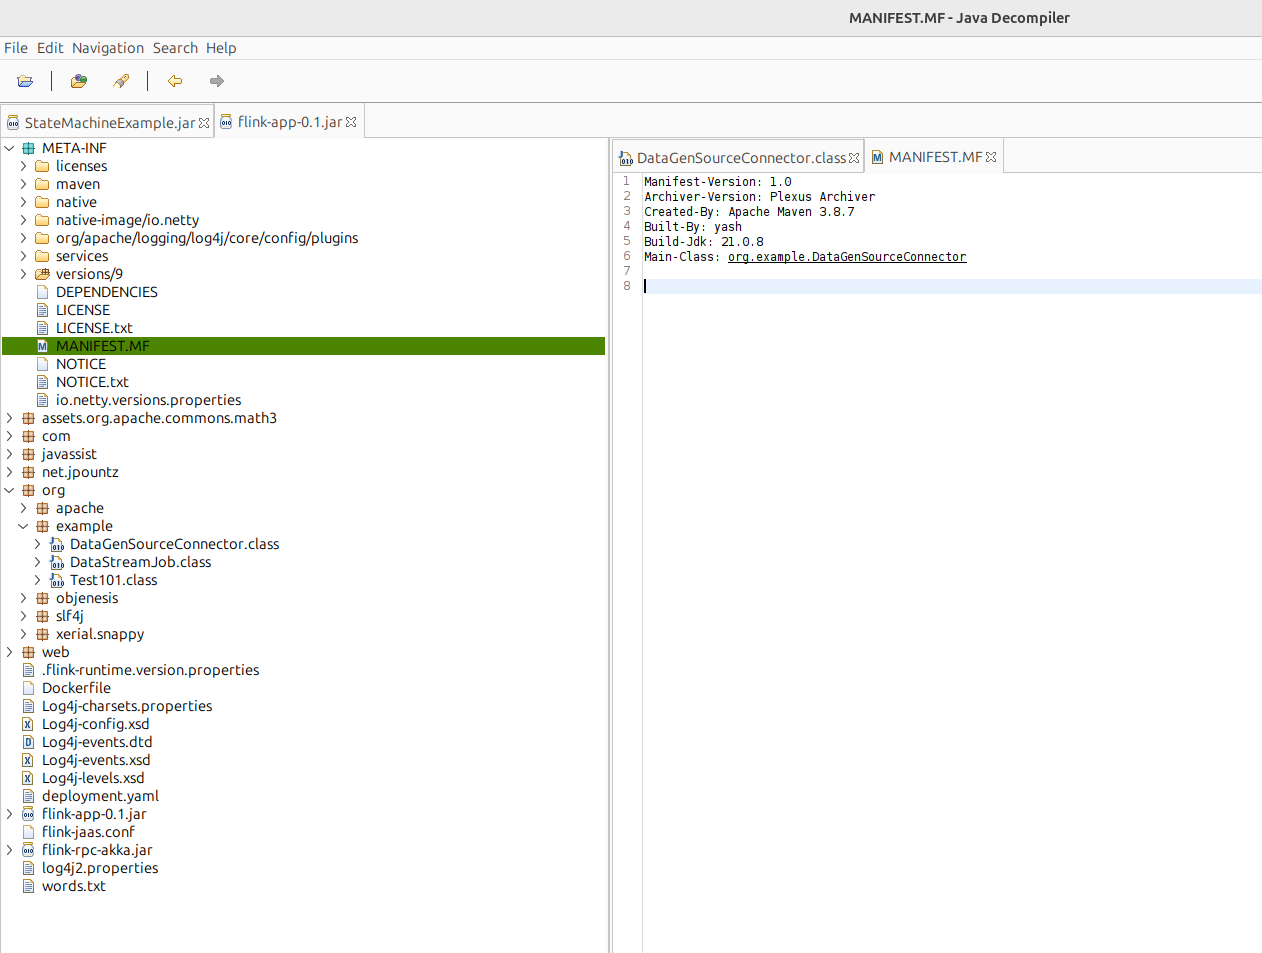 MANIFEST.MF - Java Decompiler
File Edit Navigation Search Help
StateMachineExample.jar
flink-app-0.1.jar
META-INF
licenses
maven
native
native-image/io.netty
org/apache/logging/log4j/core/config/plugins
services
versions/9
DEPENDENCIES
LICENSE
LICENSE.txt
MANIFEST.MF
NOTICE
NOTICE.txt
io.netty.versions.properties
assets.org.apache.commons.math3
com
javassist
net.jpountz
org
apache
example
DataGenSourceConnector.class
DataStreamJob.class
Test101.class
objenesis
slf4j
xerial.snappy
web
.flink-runtime.version.properties
Dockerfile
Log4j-charsets.properties
Log4j-config.xsd
Log4j-events.dtd
Log4j-events.xsd
Log4j-levels.xsd
deployment.yaml
flink-app-0.1.jar
flink-jaas.conf
flink-rpc-akka.jar
log4j2.properties
words.txt
DataGenSourceConnector.class
MANIFEST.MF
1 Manifest-Version: 1.0
2 Archiver-Version: Plexus Archiver
3 Created-By: Apache Maven 3.8.7
4 Built-By: yash
5 Build-Jdk: 21.0.8
6 Main-Class: org.example.DataGenSourceConnector
7
8